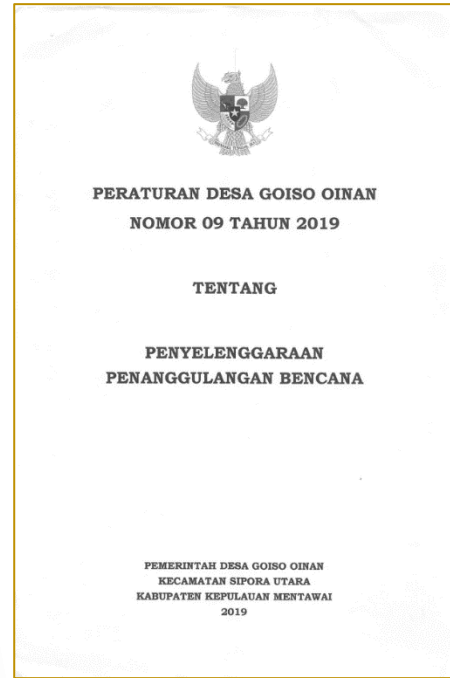 PERATURAN DESA GOISO OINAN
NOMOR 09 TAHUN 2019
TENTANG
PENYELENGGARAAN
PENANGGULANGAN BENCANA
PEMERINTAH DESA GOISO OINAN
KECAMATAN SIPORA UTARA
KABUPATEN KEPULAUAN MENTAWAI
2019